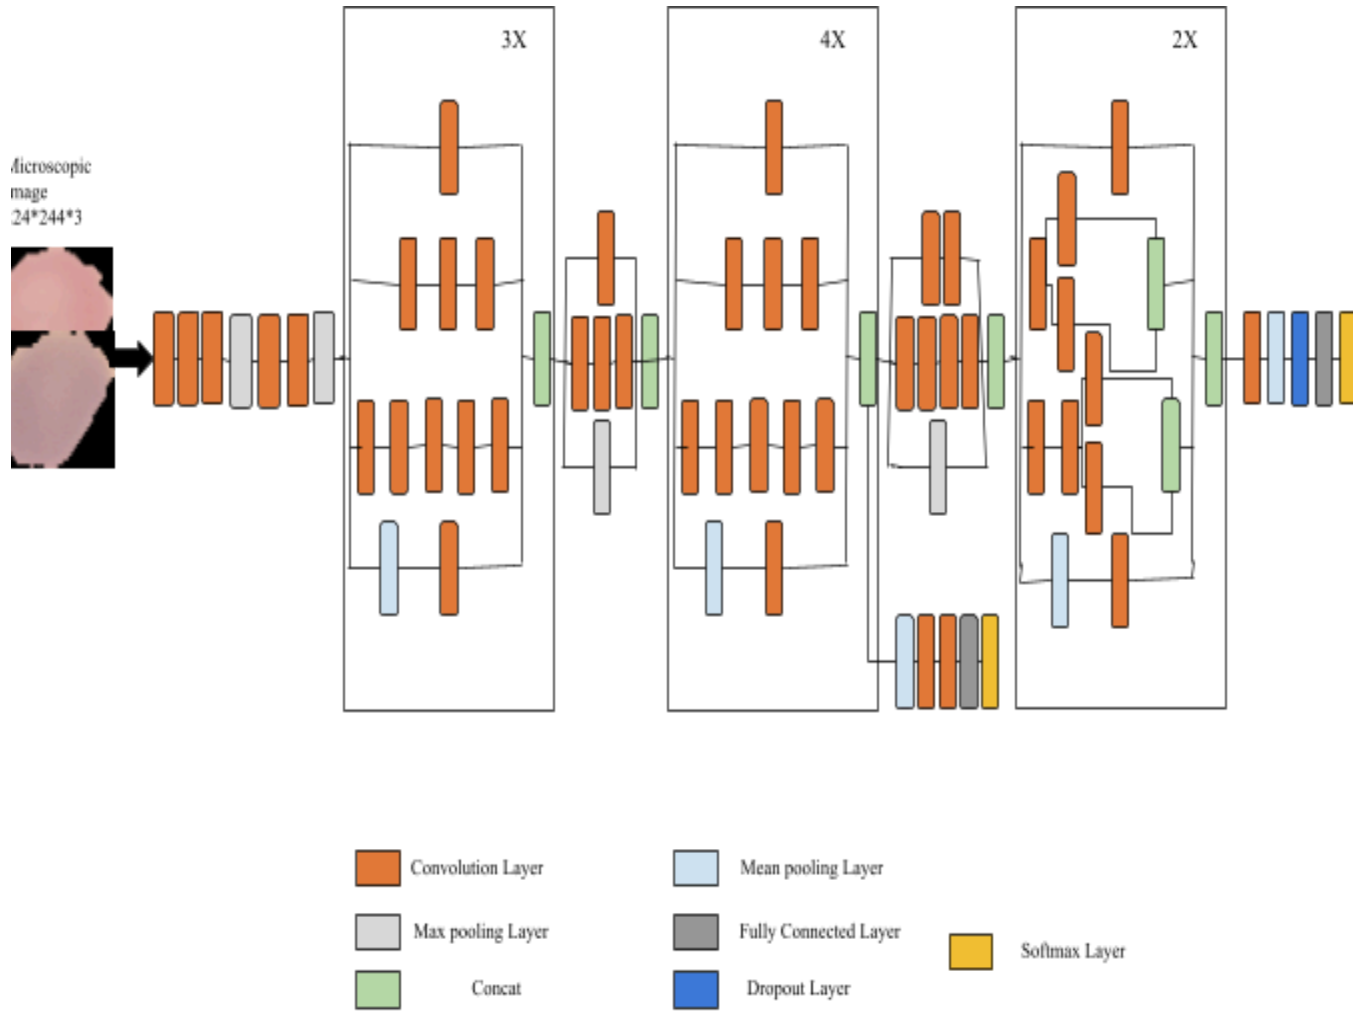 3X
4X
2X
Microscopic
mage
24*244*3
Convolution Layer
Mean pooling Layer
Max pooling Layer
Fully Connected Layer
Softmax Layer
Concat
Dropout Layer